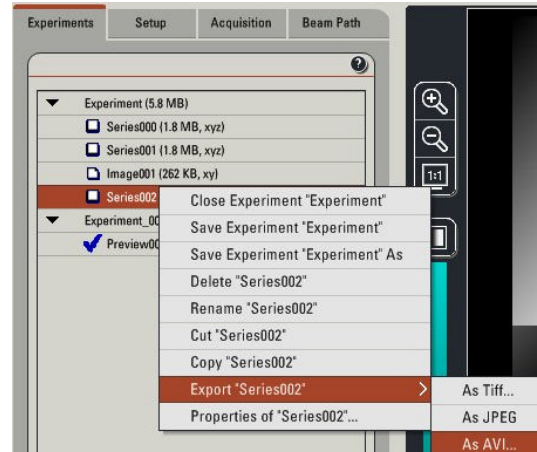 Experiments Setup Acquisition Beam Path
?
Experiment (5.8 MB)
Series000 (1.8 MB, xyz)
Series001 (1.8 MB, xyz)
Image001 (262 KB, xy)
1:1
Series002
Close Experiment "Experiment"
Experiment_00
Save Experiment "Experiment"
Preview00
Save Experiment "Experiment" As
Delete "Series002"
Rename "Series002"
Cut "Series002"
Copy "Series002"
Export "Series002"
As Tiff...
Properties of "Series002"...
As JPEG
As AVI...